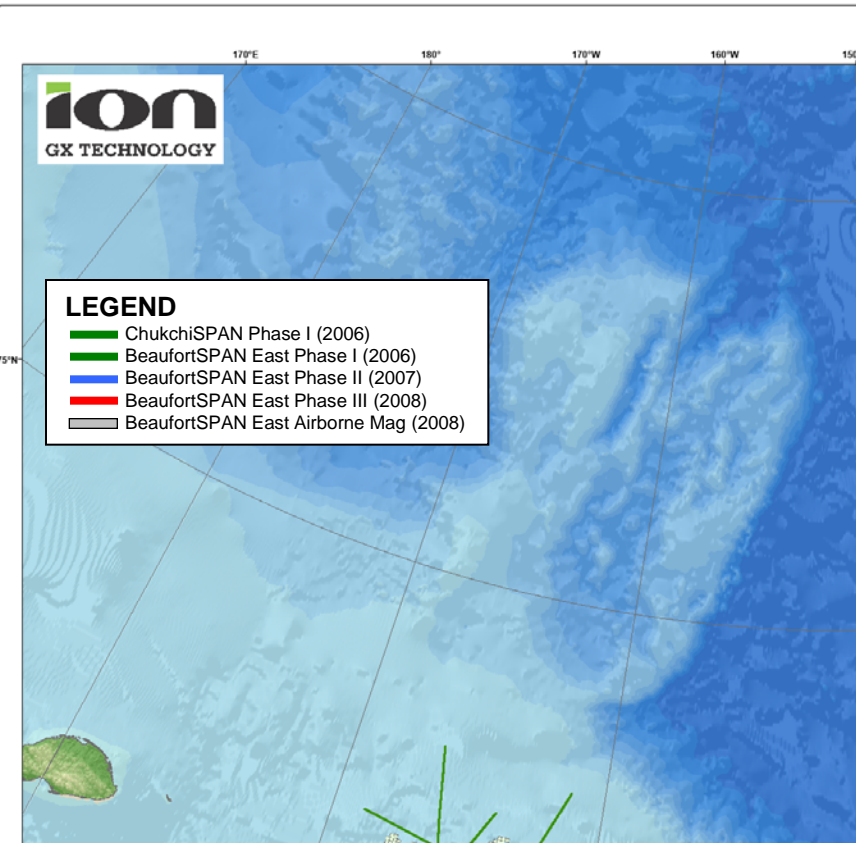 170°E
180°
170°W
160°W
ion
GX TECHNOLOGY
LEGEND
ChukchiSPAN Phase I (2006)
BeaufortSPAN East Phase I (2006)
BeaufortSPAN East Phase II (2007)
BeaufortSPAN East Phase III (2008)
BeaufortSPAN East Airborne Mag (2008)
5°N